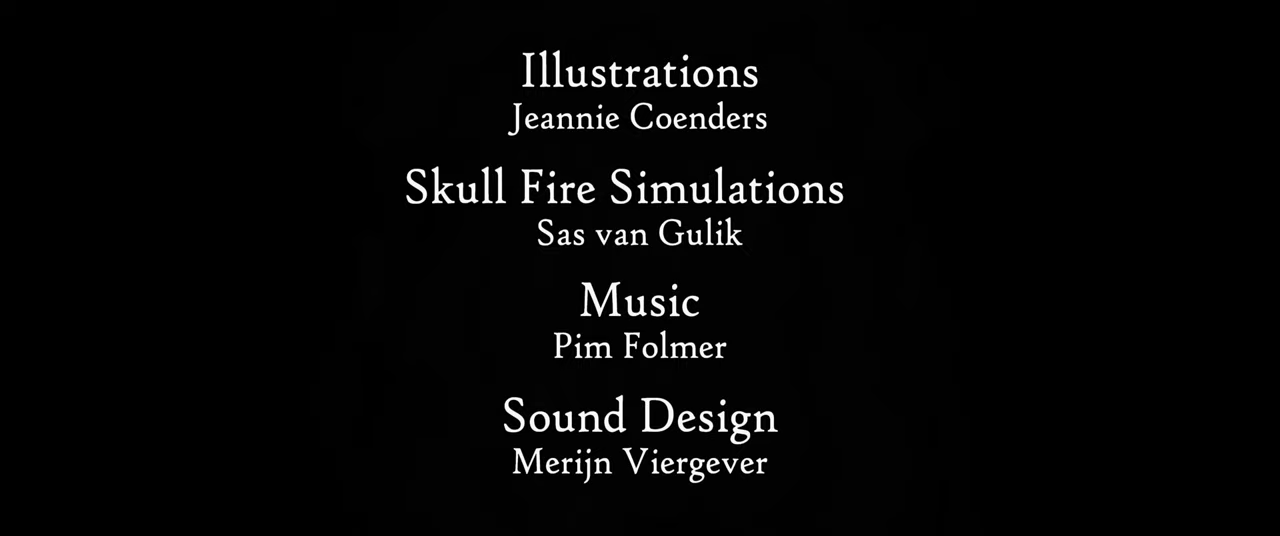 Illustrations
Jeannie Coenders
Skull Fire Simulations
Sas van Gulik
Music
Pim Folmer
Sound Design
Merijn Viergever